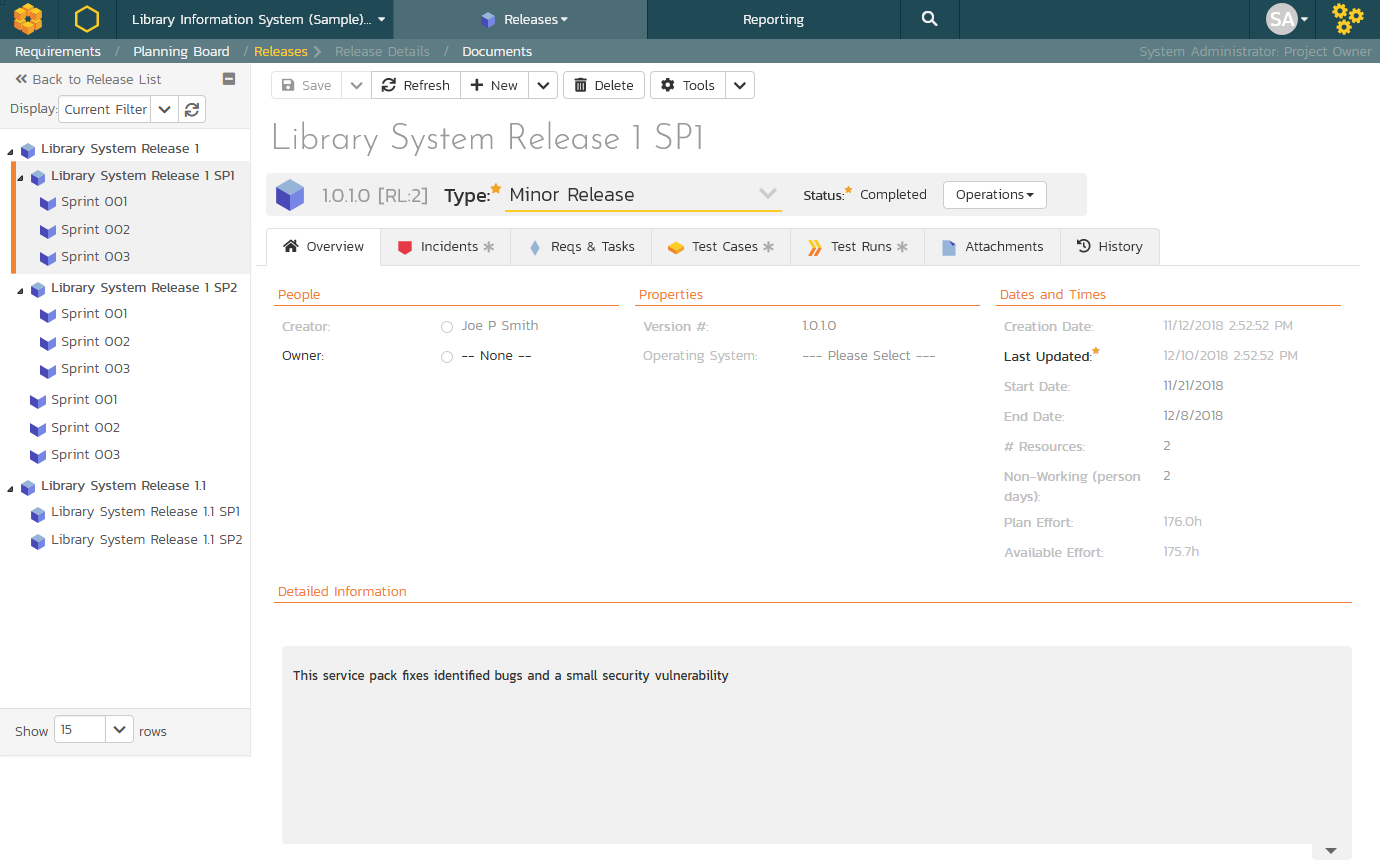 Library Information System (Sample)... Releases Reporting SA
Requirements / Planning Board / Releases Release Details / Documents System Administrator: Project Owner
Back to Release List
Display: Current Filter
Library System Release 1
Library System Release 1 SP1
Sprint 001
Sprint 002
Sprint 003
Library System Release 1 SP2
Sprint 001
Sprint 002
Sprint 003
Sprint 001
Sprint 002
Sprint 003
Library System Release 1.1
Library System Release 1.1 SP1
Library System Release 1.1 SP2
Show 15 rows
Save Refresh New Delete Tools
Library System Release 1 SP1
1.0.1.0 [RL:2] Type: Minor Release Status: Completed Operations
Overview Incidents Reqs & Tasks Test Cases Test Runs Attachments History
People
Creator: Joe P Smith
Owner: -- None --
Properties
Version #: 1.0.1.0
Operating System: --- Please Select ---
Dates and Times
Creation Date: 11/12/2018 2:52:52 PM
Last Updated: 12/10/2018 2:52:52 PM
Start Date: 11/21/2018
End Date: 12/8/2018
# Resources: 2
Non-Working (person 2
days):
Plan Effort: 176.0h
Available Effort: 175.7h
Detailed Information
This service pack fixes identified bugs and a small security vulnerability